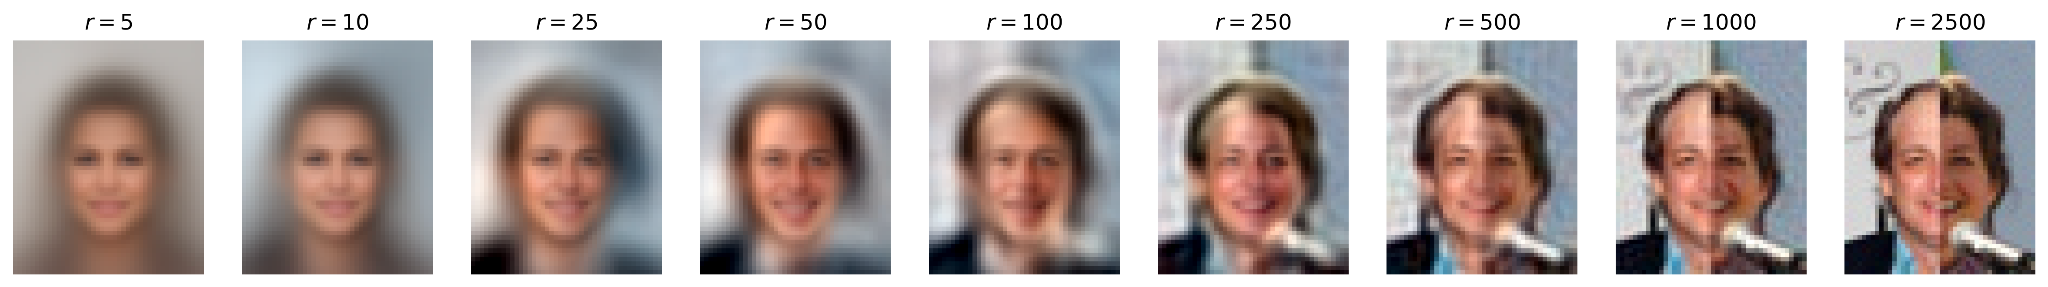 r = 5
r = 10
r = 25
r = 50
r = 100
r = 250
r = 500
r = 1000
r = 2500